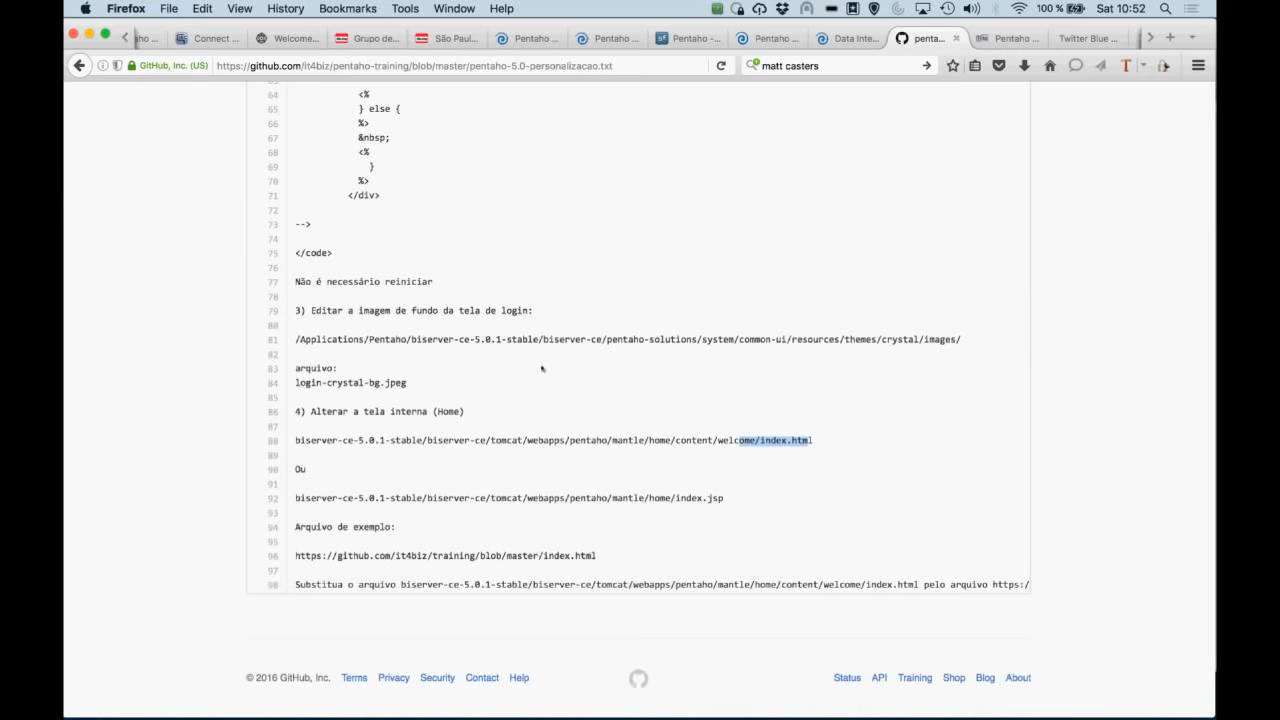 Firefox File Edit View History Bookmarks Tools Window Help 100 % Sat 10:52
ho ... Connect ... Welcome... Grupo de... São Paul... Pentaho ... Pentaho ... Pentaho -... Pentaho ... Data Inte... penta... Pentaho ... Twitter Blue ...
GitHub, Inc. (US) https://github.com/it4biz/pentaho-training/blob/master/pentaho-5.0-personalizacao.txt matt casters
63
64 <%
65 } else {
66 %>
67 &nbsp;
68 <%
69 }
70 %>
71 </div>
72
73 -->
74
75 </code>
76
77 Não é necessário reiniciar
78
79 3) Editar a imagem de fundo da tela de login:
80
81 /Applications/Pentaho/biserver-ce-5.0.1-stable/biserver-ce/pentaho-solutions/system/common-ui/resources/themes/crystal/images/
82
83 arquivo:
84 login-crystal-bg.jpeg
85
86 4) Alterar a tela interna (Home)
87
88 biserver-ce-5.0.1-stable/biserver-ce/tomcat/webapps/pentaho/mantle/home/content/welcome/index.html
89
90 Ou
91
92 biserver-ce-5.0.1-stable/biserver-ce/tomcat/webapps/pentaho/mantle/home/index.jsp
93
94 Arquivo de exemplo:
95
96 https://github.com/it4biz/training/blob/master/index.html
97
98 Substitua o arquivo biserver-ce-5.0.1-stable/biserver-ce/tomcat/webapps/pentaho/mantle/home/content/welcome/index.html pelo arquivo https:/
© 2016 GitHub, Inc. Terms Privacy Security Contact Help Status API Training Shop Blog About